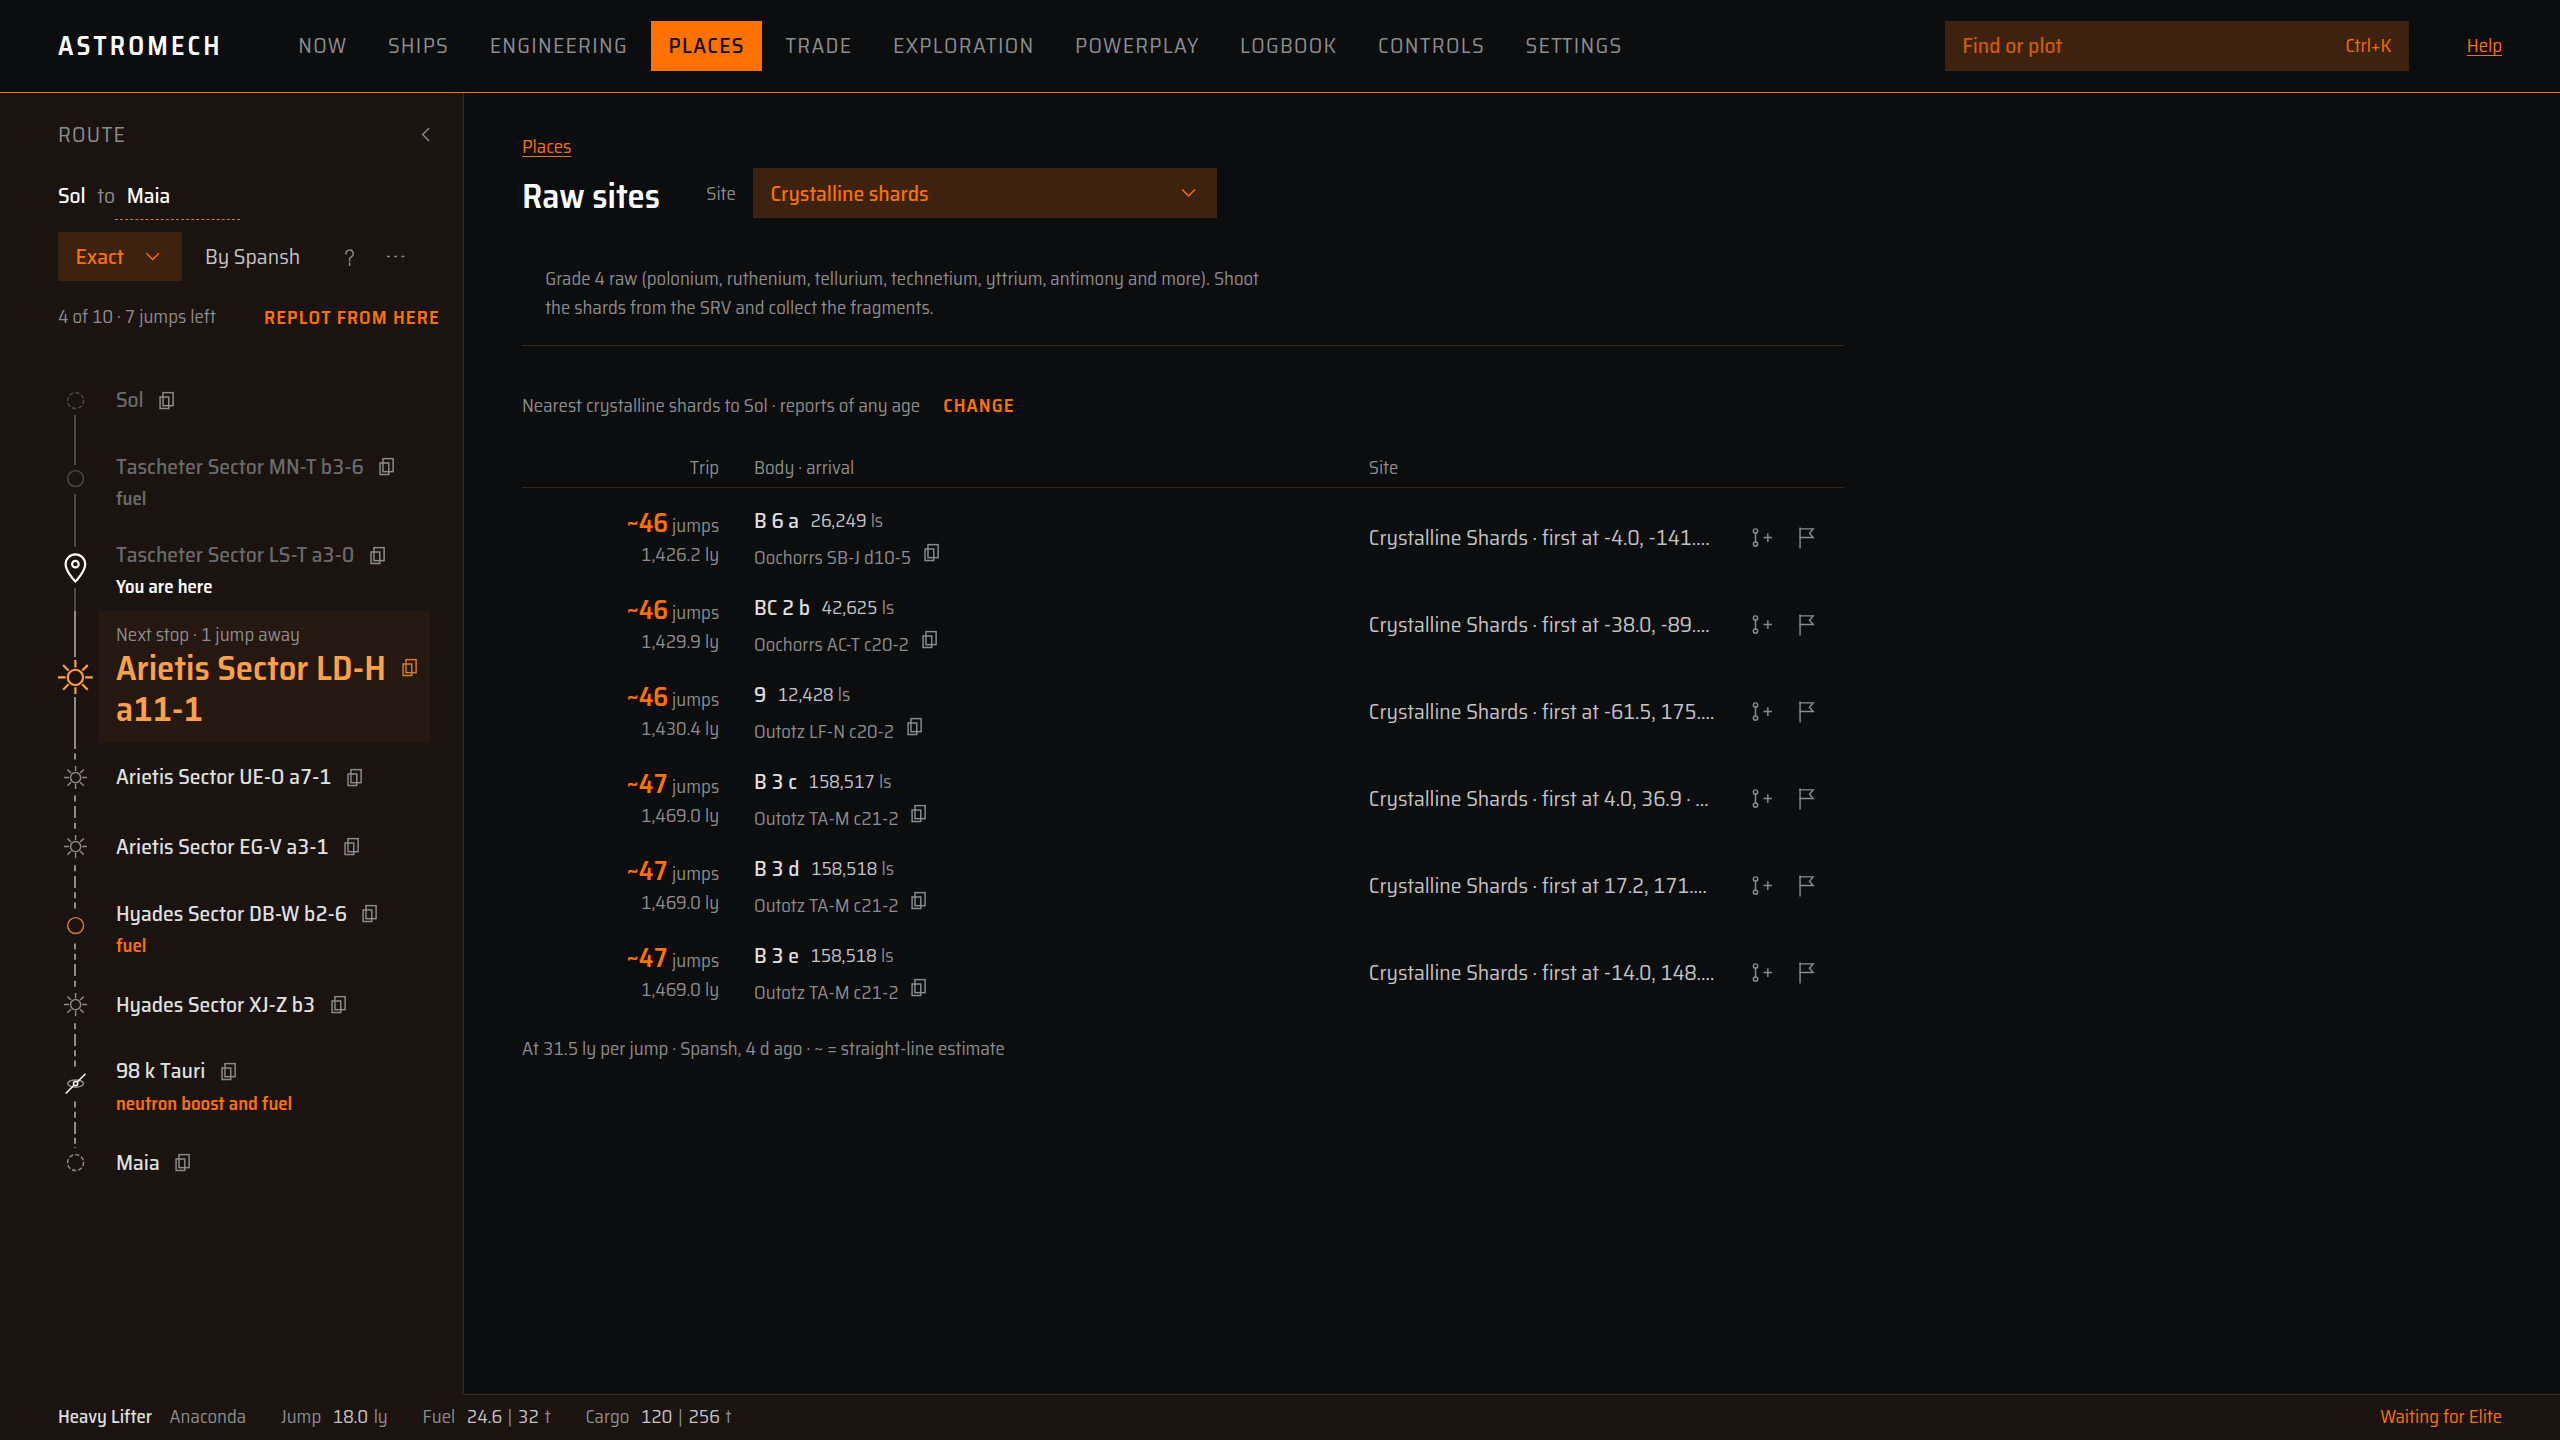 ASTROMECH NOW SHIPS ENGINEERING PLACES TRADE EXPLORATION POWERPLAY LOGBOOK CONTROLS SETTINGS Find or plot Ctrl+K Help
ROUTE
Sol to Maia
Exact By Spansh ? ...
4 of 10 · 7 jumps left REPLOT FROM HERE
Sol
Tascheter Sector MN-T b3-6
fuel
Tascheter Sector LS-T a3-0
You are here
Next stop · 1 jump away
Arietis Sector LD-H
a11-1
Arietis Sector UE-O a7-1
Arietis Sector EG-V a3-1
Hyades Sector DB-W b2-6
fuel
Hyades Sector XJ-Z b3
98 k Tauri
neutron boost and fuel
Maia
Places
Raw sites Site Crystalline shards
Grade 4 raw (polonium, ruthenium, tellurium, technetium, yttrium, antimony and more). Shoot
the shards from the SRV and collect the fragments.
Nearest crystalline shards to Sol · reports of any age CHANGE
Trip Body · arrival Site
~46 jumps B 6 a 26,249 ls Crystalline Shards · first at -4.0, -141....
1,426.2 ly Oochorrs SB-J d10-5
~46 jumps BC 2 b 42,625 ls Crystalline Shards · first at -38.0, -89....
1,429.9 ly Oochorrs AC-T c20-2
~46 jumps 9 12,428 ls Crystalline Shards · first at -61.5, 175....
1,430.4 ly Outotz LF-N c20-2
~47 jumps B 3 c 158,517 ls Crystalline Shards · first at 4.0, 36.9 · ...
1,469.0 ly Outotz TA-M c21-2
~47 jumps B 3 d 158,518 ls Crystalline Shards · first at 17.2, 171....
1,469.0 ly Outotz TA-M c21-2
~47 jumps B 3 e 158,518 ls Crystalline Shards · first at -14.0, 148....
1,469.0 ly Outotz TA-M c21-2
At 31.5 ly per jump · Spansh, 4 d ago · ~ = straight-line estimate
Heavy Lifter Anaconda Jump 18.0 ly Fuel 24.6 | 32 t Cargo 120 | 256 t Waiting for Elite